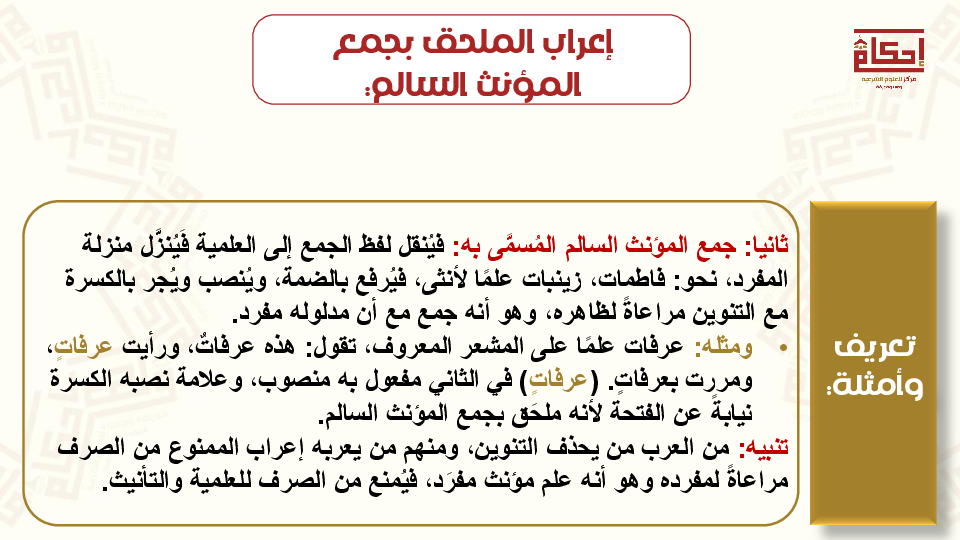 إعراب الملحق بجمع
المؤنث السالم:
إحكام
مركز للعلوم الشرعية
ثانيا: جمع المؤنث السالم المُسمَّى به: فيُنقل لفظ الجمع إلى العلمية فَيُنزَّل منزلة
المفرد، نحو: فاطمات، زينبات علمًا لأنثى، فيُرفع بالضمة، ويُنصب ويُجر بالكسرة
مع التنوين مراعاةً لظاهره، وهو أنه جمع مع أن مدلوله مفرد.
• ومثله: عرفات علمًا على المشعر المعروف، تقول: هذه عرفاتٌ، ورأيت عرفاتٍ،
ومررت بعرفاتٍ. (عرفاتٍ) في الثاني مفعول به منصوب، وعلامة نصبه الكسرة
نيابةً عن الفتحة لأنه ملحَق بجمع المؤنث السالم.
تنبيه: من العرب من يحذف التنوين، ومنهم من يعربه إعراب الممنوع من الصرف
مراعاةً لمفرده وهو أنه علم مؤنث مفرَد، فيُمنع من الصرف للعلمية والتأنيث.
تعريف
وأمثلة: